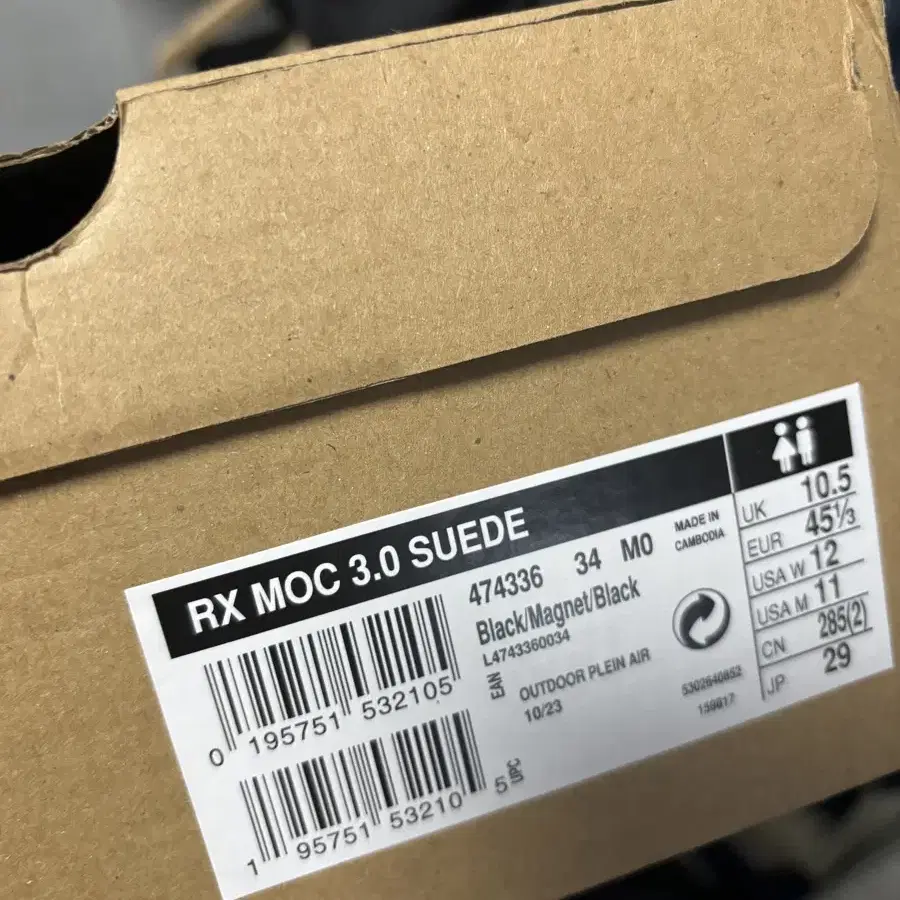 RX MOC 3.0 SUEDE
474336 34 M0
MADE IN
CAMBODIA
Black/Magnet/Black
L4743360034
EAN
OUTDOOR PLEIN AIR
10/23
5302640852
159017
0 195751 532105
1 95751 53210 5
UPC
UK 10.5
EUR 45⅓
USA W 12
USA M 11
CN 285(2)
JP 29